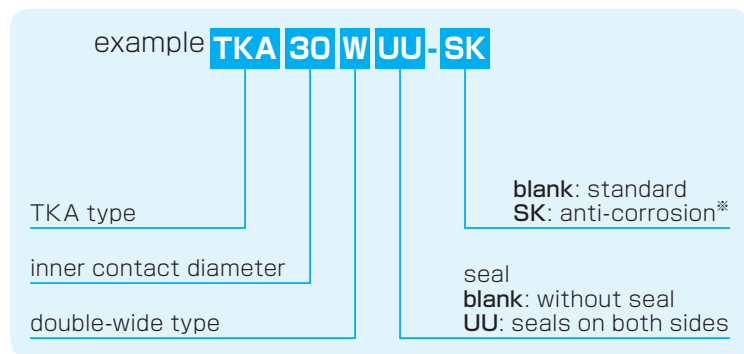 example TKA 30 W UU - SK
blank: standard
TKA type
SK: anti-corrosion※
inner contact diameter
seal
blank: without seal
double-wide type
UU: seals on both sides